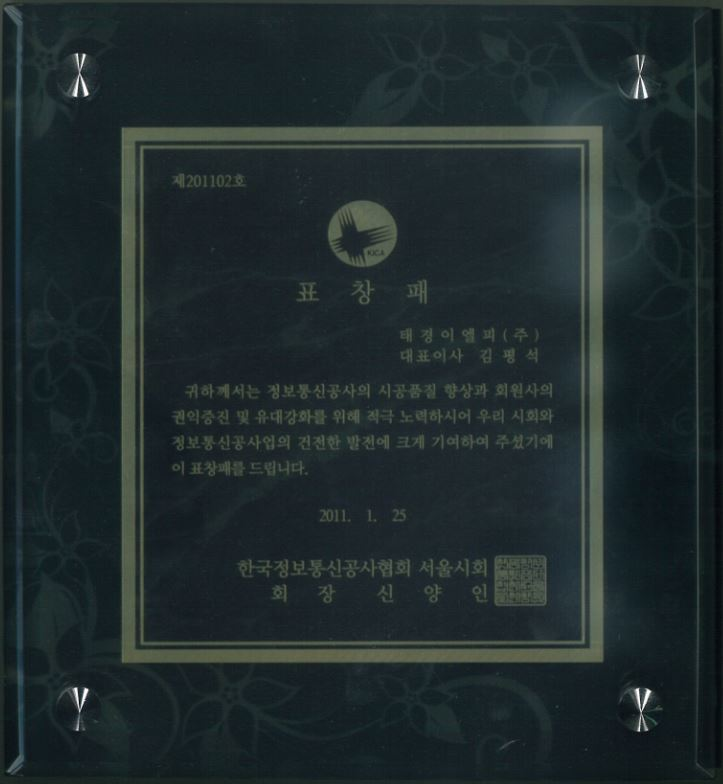 제201102호
KICA
표 창 패
태 경 이 엘 피 ( 주 )
대표이사 김 평 석
귀하께서는 정보통신공사의 시공품질 향상과 회원사의
권익증진 및 유대강화를 위해 적극 노력하시어 우리 시회와
정보통신공사업의 건전한 발전에 크게 기여하여 주셨기에
이 표창패를 드립니다.
2011. 1. 25
한국정보통신공사협회 서울시회
회 장 신 양 인